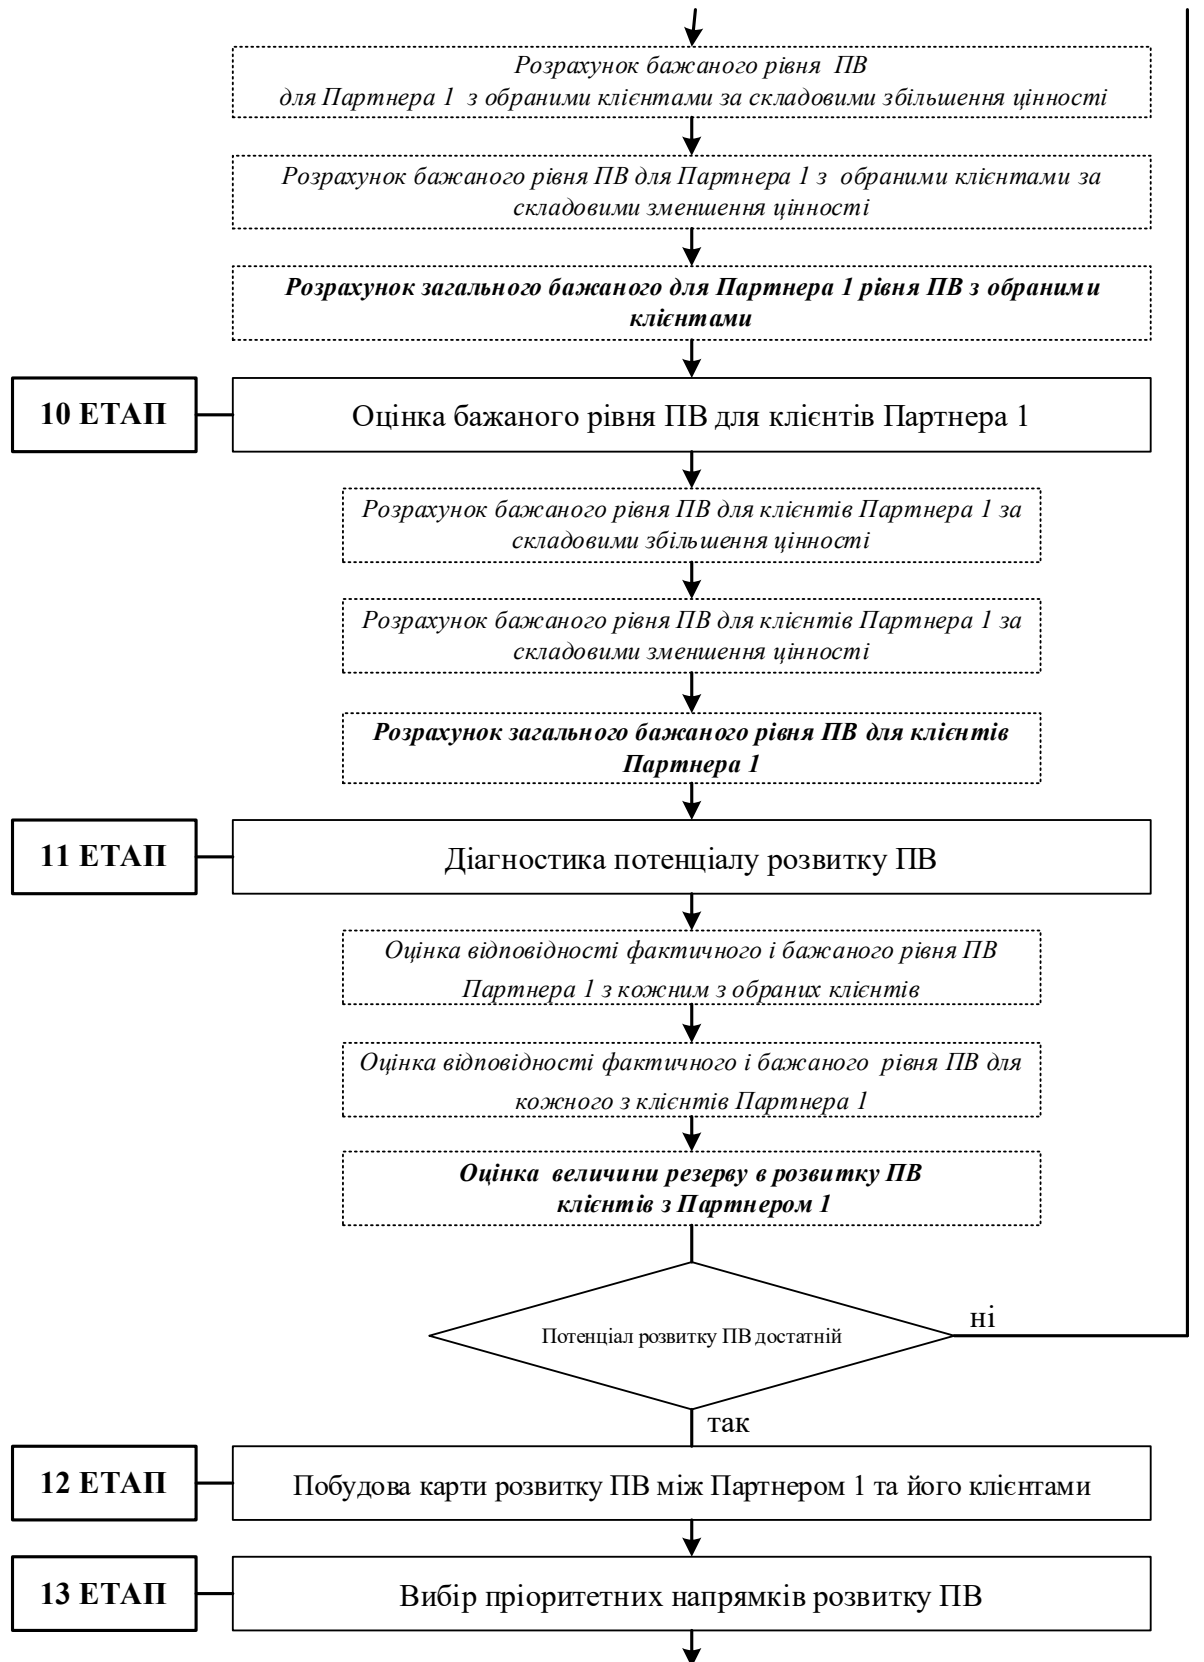 Розрахунок бажаного рівня ПВ
для Партнера 1 з обраними клієнтами за складовими збільшення цінності
Розрахунок бажаного рівня ПВ для Партнера 1 з обраними клієнтами за
складовими зменшення цінності
Розрахунок загального бажаного для Партнера 1 рівня ПВ з обраними
клієнтами
10 ЕТАП
Оцінка бажаного рівня ПВ для клієнтів Партнера 1
Розрахунок бажаного рівня ПВ для клієнтів Партнера 1 за
складовими збільшення цінності
Розрахунок бажаного рівня ПВ для клієнтів Партнера 1 за
складовими зменшення цінності
Розрахунок загального бажаного рівня ПВ для клієнтів
Партнера 1
11 ЕТАП
Діагностика потенціалу розвитку ПВ
Оцінка відповідності фактичного і бажаного рівня ПВ
Партнера 1 з кожним з обраних клієнтів
Оцінка відповідності фактичного і бажаного рівня ПВ для
кожного з клієнтів Партнера 1
Оцінка величини резерву в розвитку ПВ
клієнтів з Партнером 1
Потенціал розвитку ПВ достатній
ні
так
12 ЕТАП
Побудова карти розвитку ПВ між Партнером 1 та його клієнтами
13 ЕТАП
Вибір пріоритетних напрямків розвитку ПВ